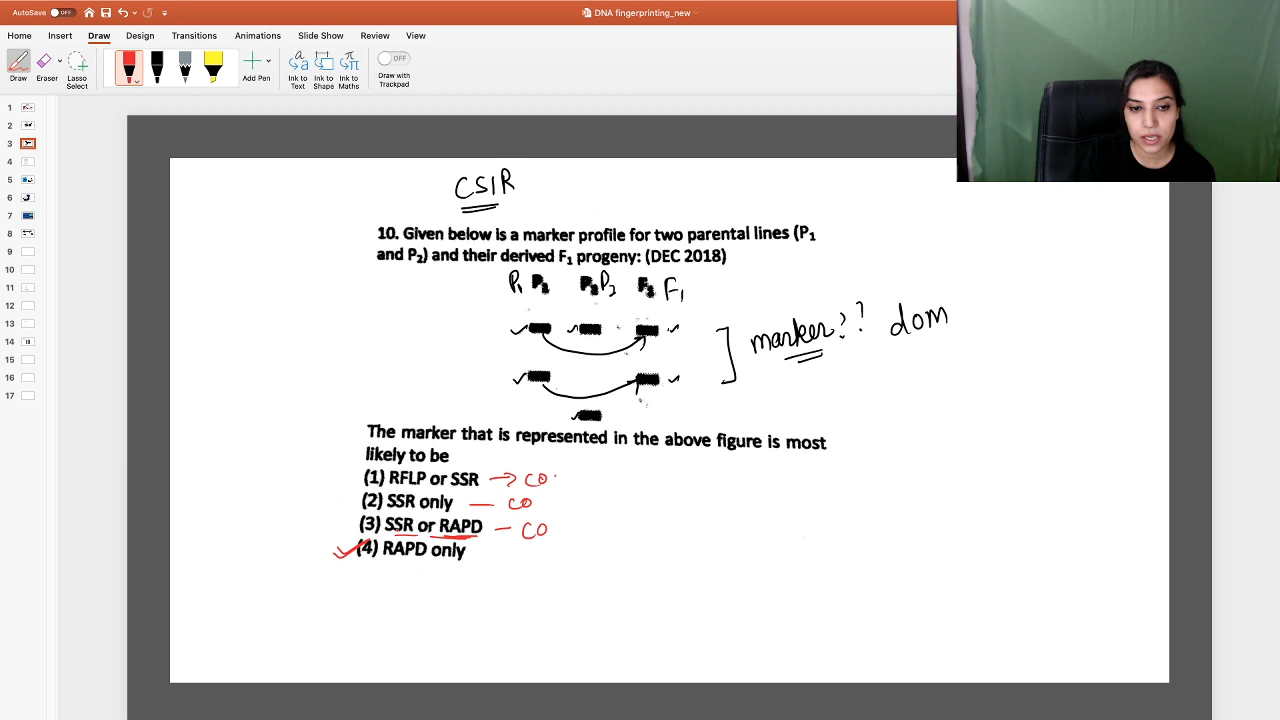 AutoSave OFF DNA fingerprinting_new
Home Insert Draw Design Transitions Animations Slide Show Review View
OFF
Draw Eraser Lasso Select Add Pen Ink to Text Ink to Shape Ink to Maths Draw with Trackpad
1
2
3
4
5
6
7
8
9
10
11
12
13
14
15
16
17
CSIR
10. Given below is a marker profile for two parental lines (P₁
and P₂) and their derived F₁ progeny: (DEC 2018)
P₁ P₂ F₁
marker?? dom
The marker that is represented in the above figure is most
likely to be
(1) RFLP or SSR → CO
(2) SSR only — CO
(3) SSR or RAPD — CO
(4) RAPD only